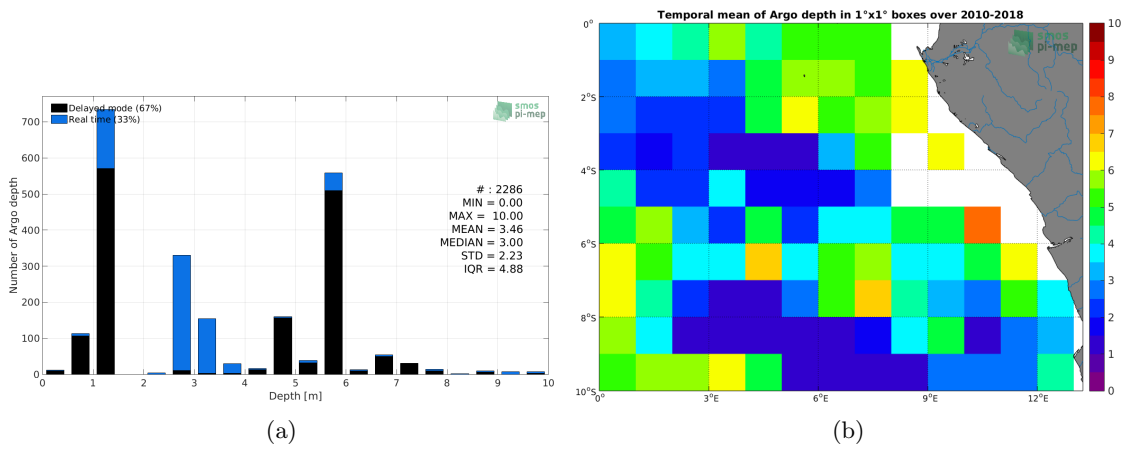 Delayed mode (67%)
Real time (33%)
smos
pi-mep
# : 2286
MIN = 0.00
MAX = 10.00
MEAN = 3.46
MEDIAN = 3.00
STD = 2.23
IQR = 4.88
Number of Argo depth
700
600
500
400
300
200
100
0
0 1 2 3 4 5 6 7 8 9 10
Depth [m]
(a)
Temporal mean of Argo depth in 1°x1° boxes over 2010-2018
smos
pi-mep
0°
2°S
4°S
6°S
8°S
10°S
0° 3°E 6°E 9°E 12°E
10
9
8
7
6
5
4
3
2
1
0
(b)